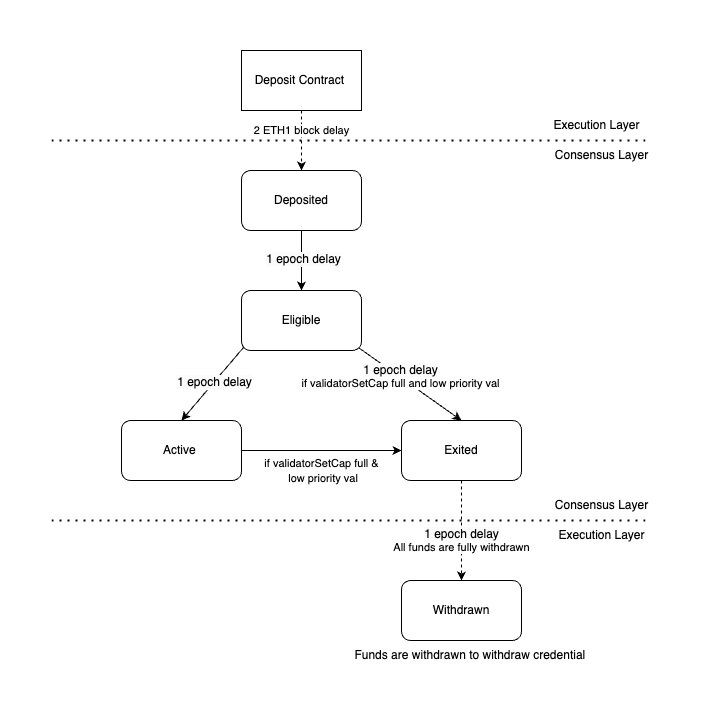 Deposit Contract
2 ETH1 block delay
Execution Layer
Consensus Layer
Deposited
1 epoch delay
Eligible
1 epoch delay
1 epoch delay
if validatorSetCap full and low priority val
Active
Exited
if validatorSetCap full &
low priority val
Consensus Layer
Execution Layer
1 epoch delay
All funds are fully withdrawn
Withdrawn
Funds are withdrawn to withdraw credential